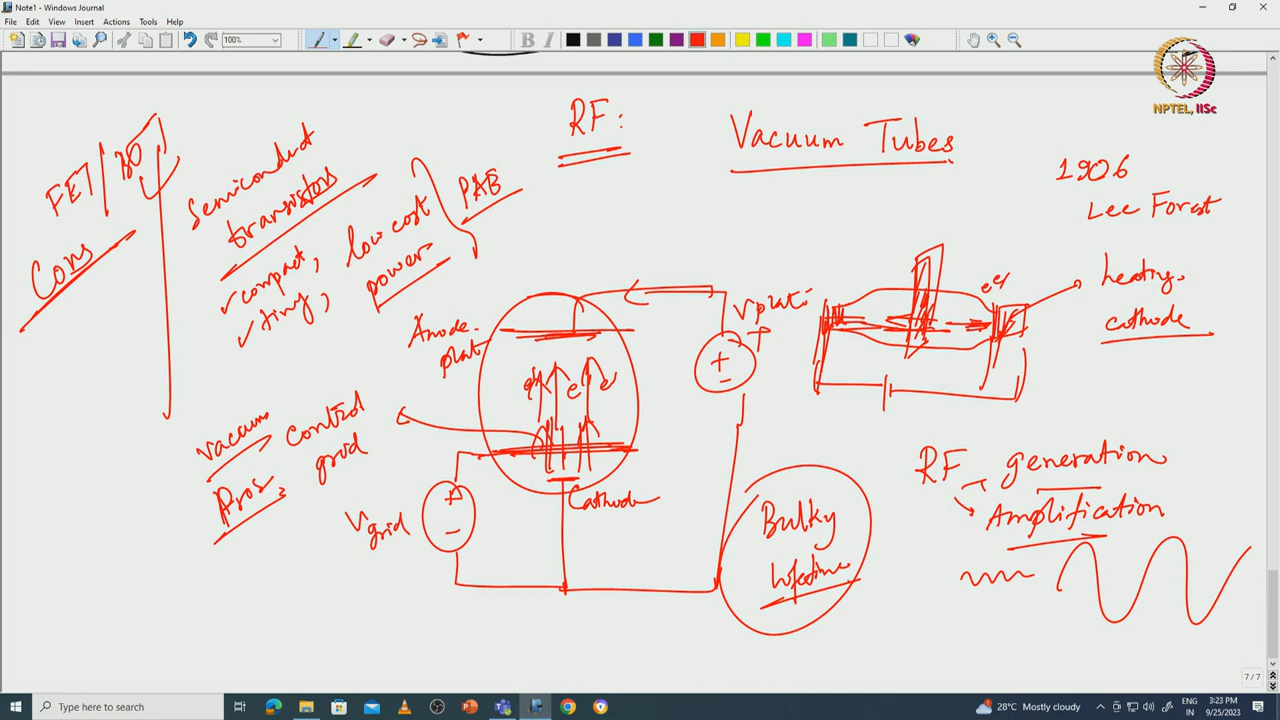 Note1 - Windows Journal
File Edit View Insert Actions Tools Help
100%
B I
NPTEL, IISc
RF:
Vacuum Tubes
1906
Lee Forest
FET/
Cons
Semiconduct
transistors
compact, low cost
tiny, power
PAE
Anode
plate
e e e
Vplate
+
-
e
heating
cathode
vacuum
Pros
control
grid
Vgrid
+
-
Cathode
Bulky
lifetime
RF generation
Amplification
7 / 7
Type here to search
28°C Mostly cloudy
ENG
IN
3:23 PM
9/25/2023